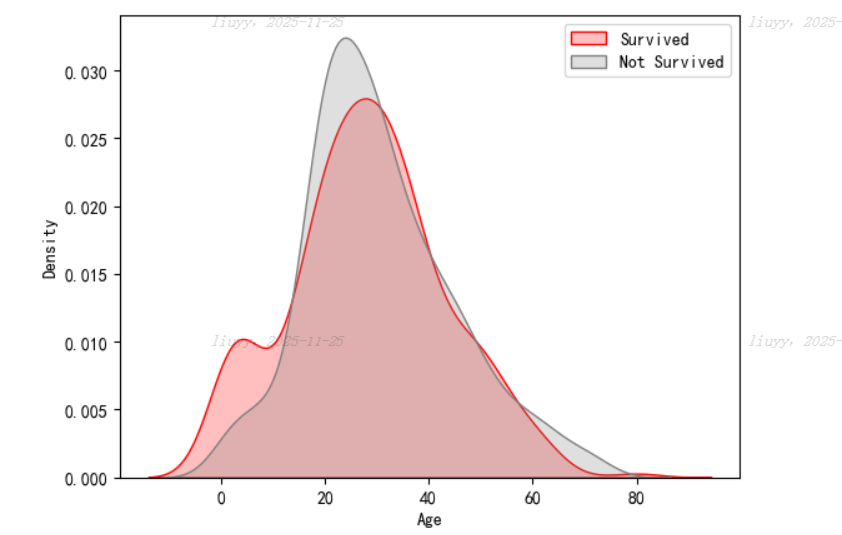 liuyy, 2025-11-25
liuyy, 2025-
Survived
Not Survived
0.030
0.025
0.020
0.015
0.010
0.005
0.000
Density
liuyy, 2025-11-25
liuyy, 2025-
0
20
40
60
80
Age